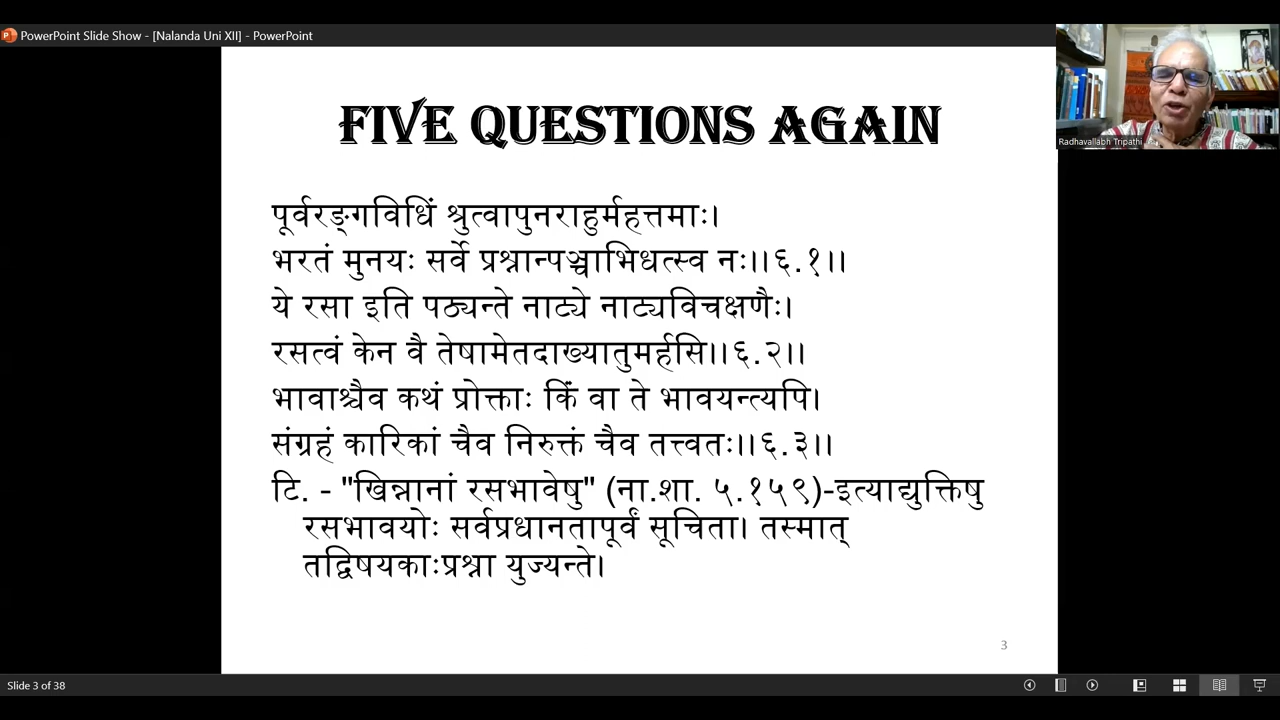 PowerPoint Slide Show - [Nalanda Uni XII] - PowerPoint
Radhavallabh Tripathi
FIVE QUESTIONS AGAIN
पूर्वरङ्गविधिं श्रुत्वापुनराहुर्महत्तमाः।
भरतं मुनयः सर्वे प्रश्नान्पञ्चाभिधत्स्व नः।।६.१।।
ये रसा इति पठ्यन्ते नाट्ये नाट्यविचक्षणैः।
रसत्वं केन वै तेषामेतदाख्यातुमर्हसि।।६.२।।
भावाश्चैव कथं प्रोक्ताः किं वा ते भावयन्त्यपि।
संग्रहं कारिकां चैव निरुक्तं चैव तत्त्वतः।।६.३।।
टि. - "खिन्नानां रसभावेषु" (ना.शा. ५.१५९)-इत्याद्युक्तिषु
रसभावयोः सर्वप्रधानतापूर्वं सूचिता। तस्मात्
तद्विषयकाःप्रश्ना युज्यन्ते।
3
Slide 3 of 38